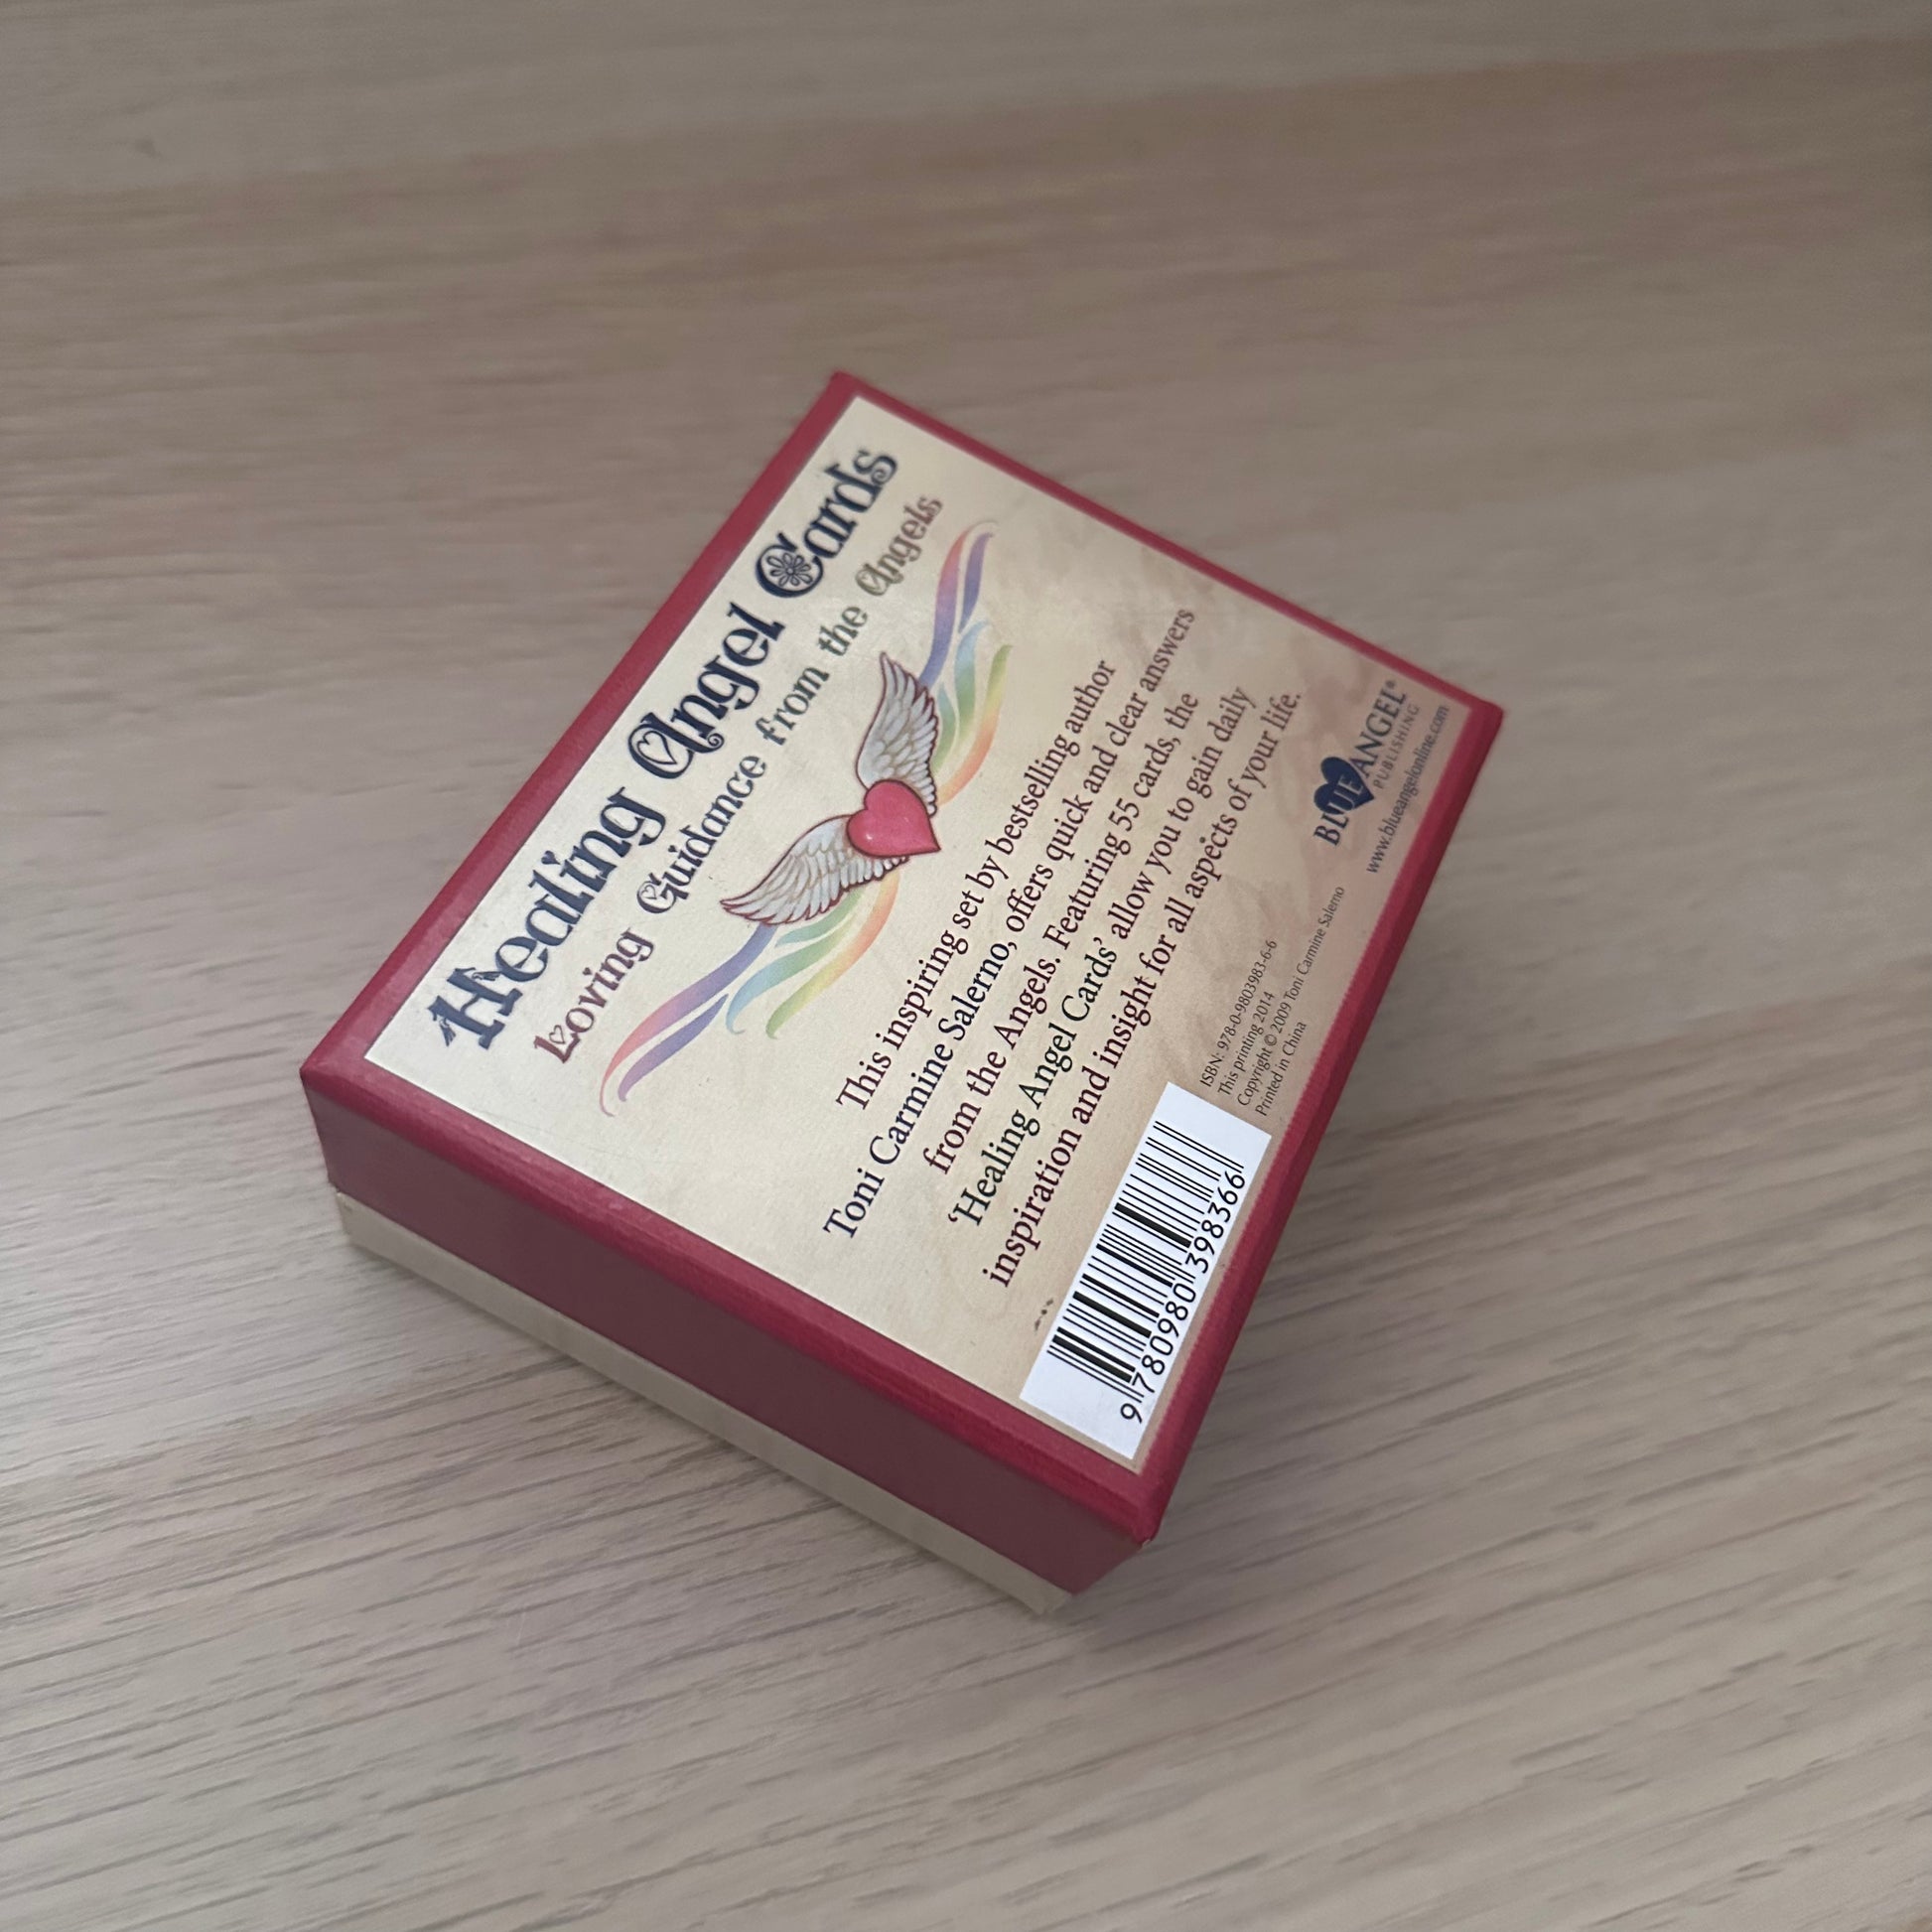 Healing Angel Cards
Loving Guidance from the Angels
This inspiring set by bestselling author
Toni Carmine Salerno, offers quick and clear answers
from the Angels. Featuring 55 cards, the
‘Healing Angel Cards’ allow you to gain daily
inspiration and insight for all aspects of your life.
9 780980 398366
ISBN: 978-0-9803983-6-6
This printing 2014
Copyright © 2009 Toni Carmine Salerno
Printed in China
BLUE ANGEL®
PUBLISHING
www.blueangelonline.com